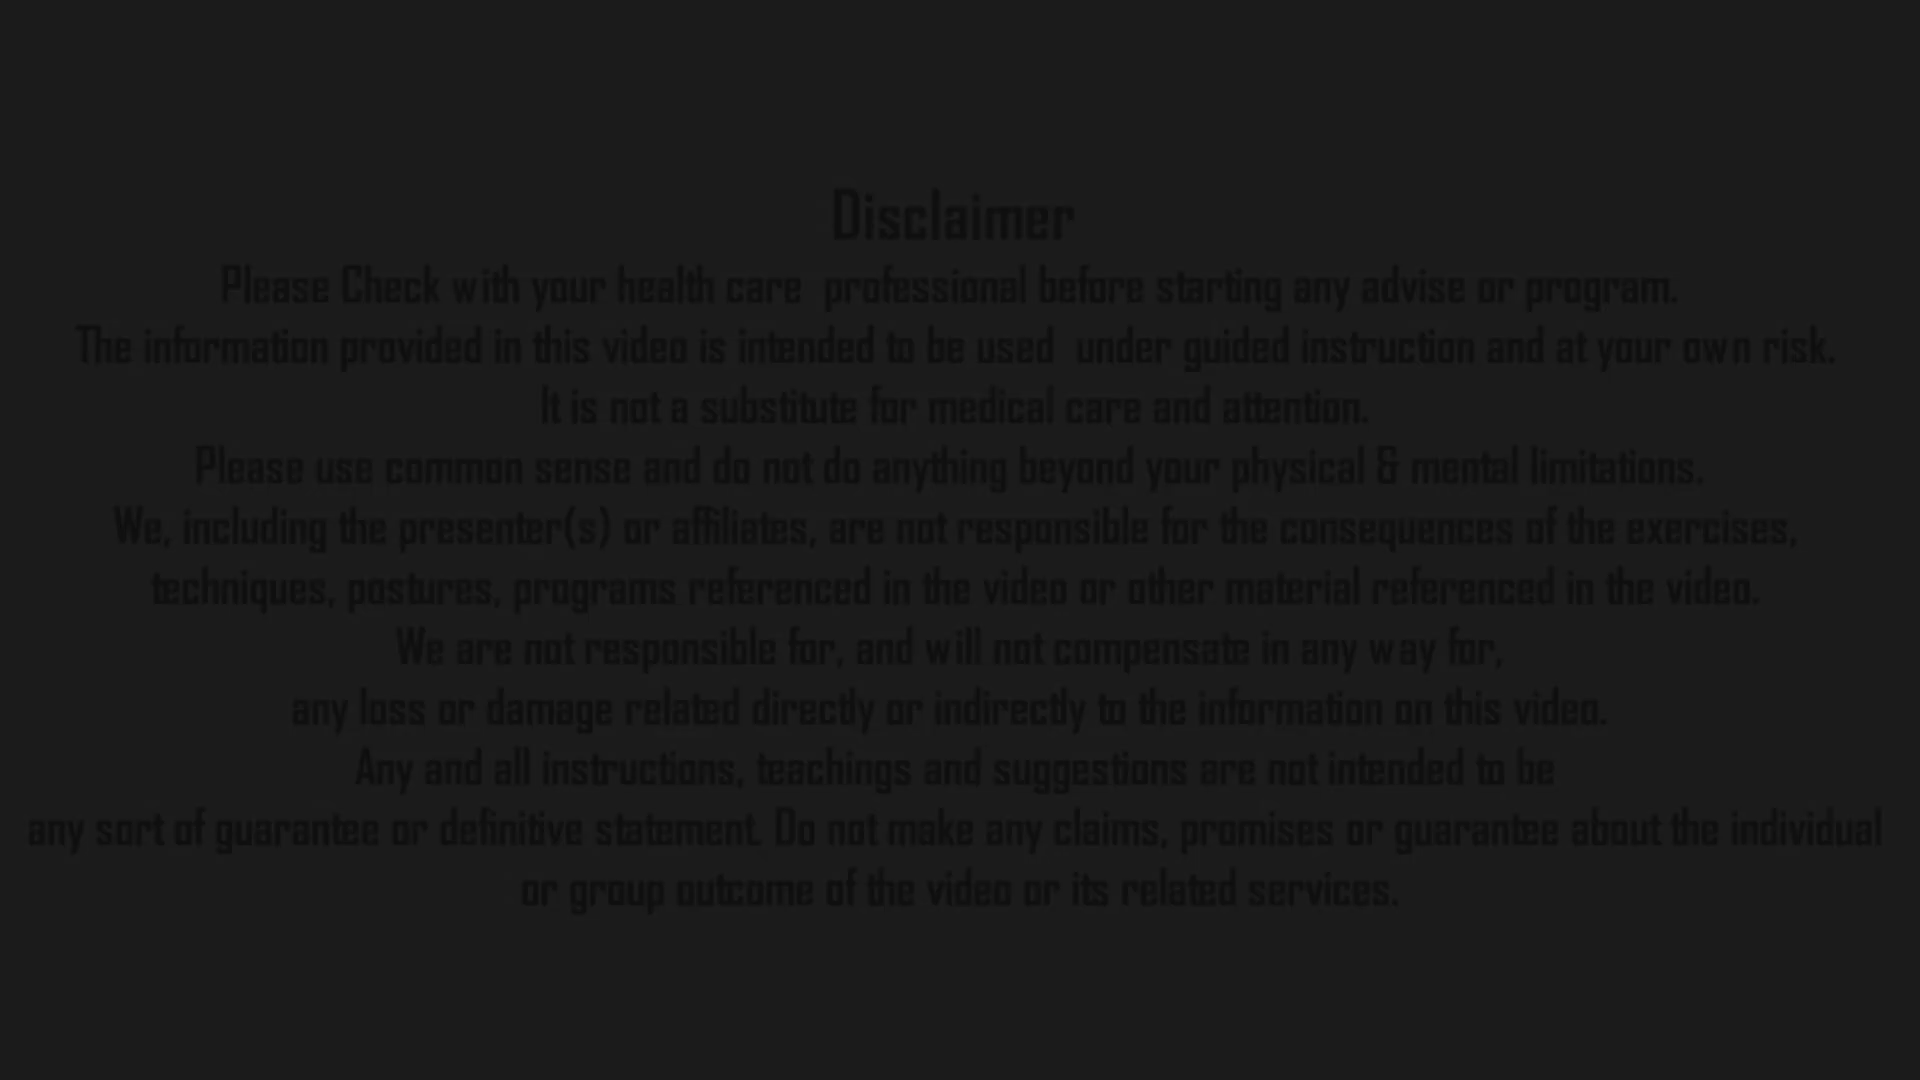 Disclaimer
Please Check with your health care professional before starting any advise or program.
The information provided in this video is intended to be used under guided instruction and at your own risk.
It is not a substitute for medical care and attention.
Please use common sense and do not do anything beyond your physical & mental limitations.
We, including the presenter(s) or affiliates, are not responsible for the consequences of the exercises,
techniques, postures, programs referenced in the video or other material referenced in the video.
We are not responsible for, and will not compensate in any way for,
any loss or damage related directly or indirectly to the information on this video.
Any and all instructions, teachings and suggestions are not intended to be
any sort of guarantee or definitive statement. Do not make any claims, promises or guarantee about the individual
or group outcome of the video or its related services.